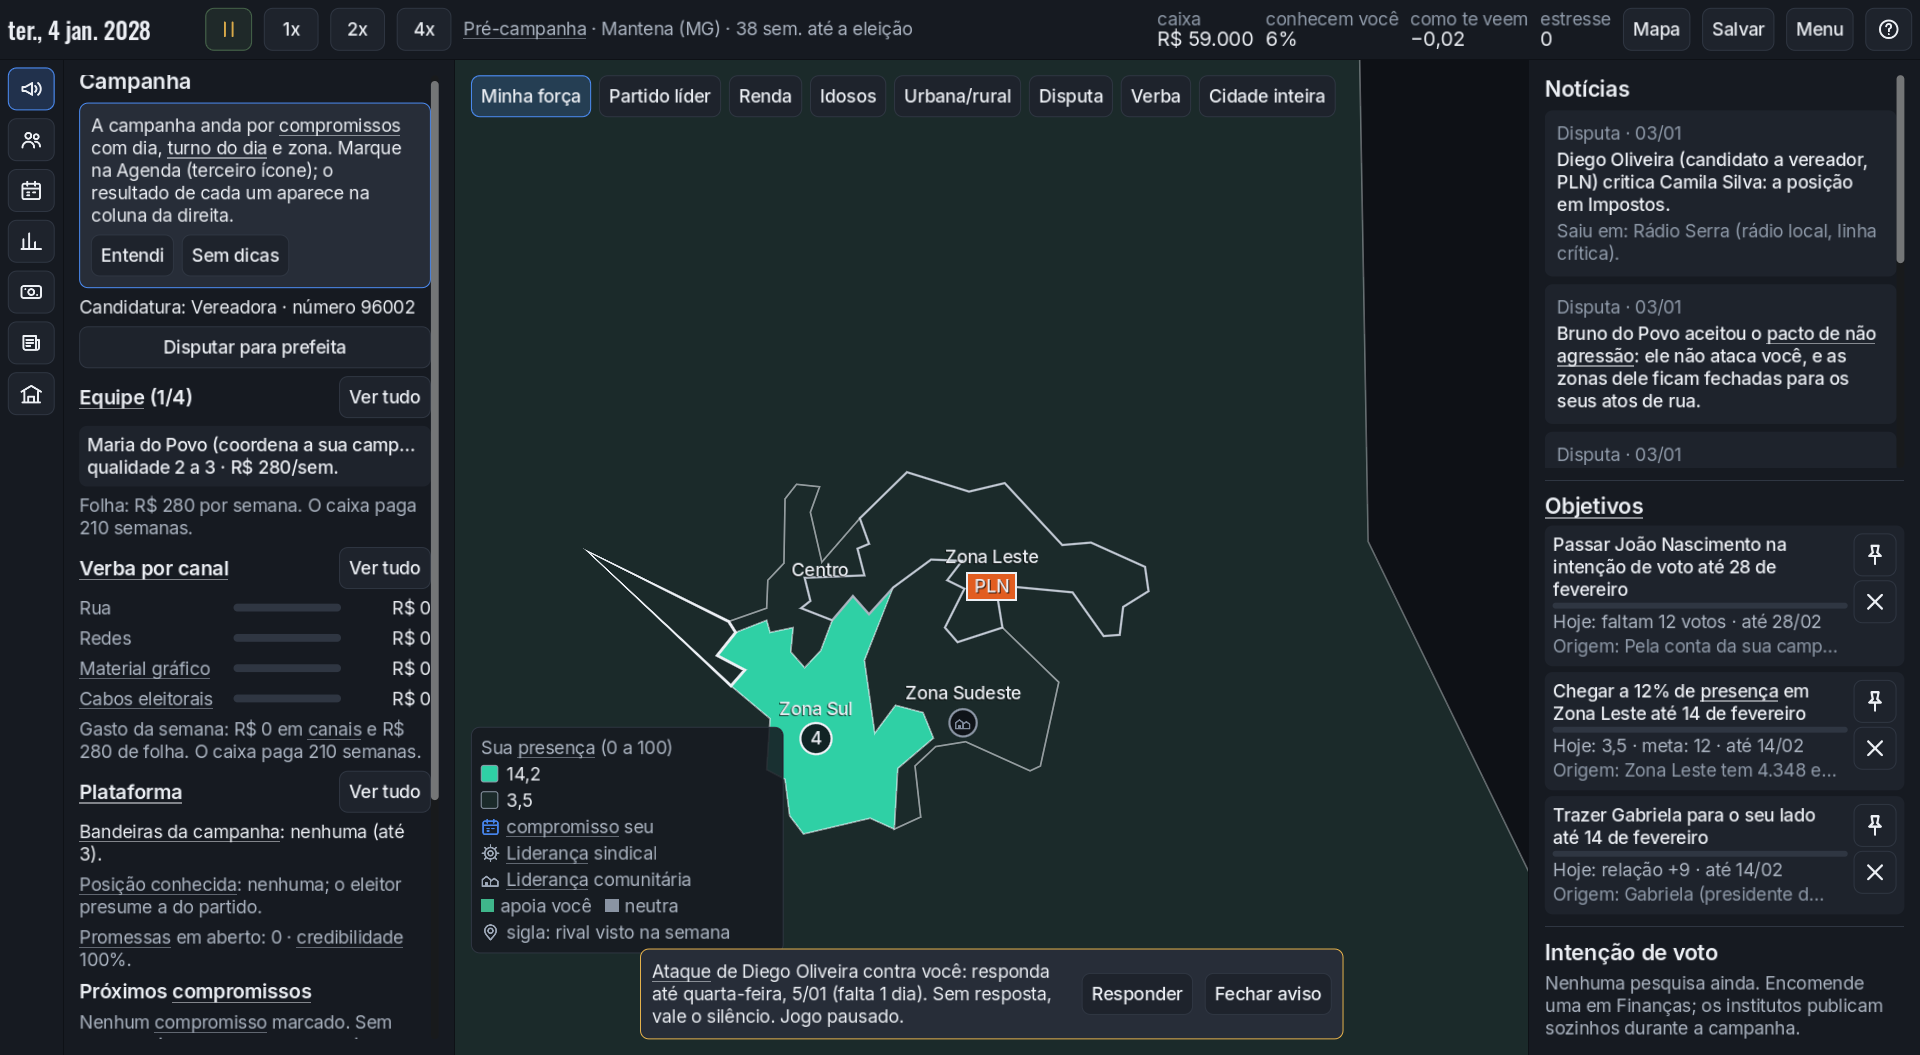 ter., 4 jan. 2028
1x
2x
4x
Pré-campanha · Mantena (MG) · 38 sem. até a eleição
caixa
R$ 59.000
conhecem você
6%
como te veem
−0,02
estresse
0
Mapa
Salvar
Menu
Campanha
A campanha anda por compromissos
com dia, turno do dia e zona. Marque
na Agenda (terceiro ícone); o
resultado de cada um aparece na
coluna da direita.
Entendi
Sem dicas
Candidatura: Vereadora · número 96002
Disputar para prefeita
Equipe (1/4)
Ver tudo
Maria do Povo (coordena a sua camp...
qualidade 2 a 3 · R$ 280/sem.
Folha: R$ 280 por semana. O caixa paga
210 semanas.
Verba por canal
Ver tudo
Rua
R$ 0
Redes
R$ 0
Material gráfico
R$ 0
Cabos eleitorais
R$ 0
Gasto da semana: R$ 0 em canais e R$
280 de folha. O caixa paga 210 semanas.
Plataforma
Ver tudo
Bandeiras da campanha: nenhuma (até
3).
Posição conhecida: nenhuma; o eleitor
presume a do partido.
Promessas em aberto: 0 · credibilidade
100%.
Próximos compromissos
Nenhum compromisso marcado. Sem
Minha força
Partido líder
Renda
Idosos
Urbana/rural
Disputa
Verba
Cidade inteira
Zona Leste
PLN
Centro
Zona Sudeste
Zona Sul
4
Sua presença (0 a 100)
14,2
3,5
compromisso seu
Liderança sindical
Liderança comunitária
apoia você
neutra
sigla: rival visto na semana
Ataque de Diego Oliveira contra você: responda
até quarta-feira, 5/01 (falta 1 dia). Sem resposta,
vale o silêncio. Jogo pausado.
Responder
Fechar aviso
Notícias
Disputa · 03/01
Diego Oliveira (candidato a vereador,
PLN) critica Camila Silva: a posição
em Impostos.
Saiu em: Rádio Serra (rádio local, linha
crítica).
Disputa · 03/01
Bruno do Povo aceitou o pacto de não
agressão: ele não ataca você, e as
zonas dele ficam fechadas para os
seus atos de rua.
Disputa · 03/01
Objetivos
Passar João Nascimento na
intenção de voto até 28 de
fevereiro
Hoje: faltam 12 votos · até 28/02
Origem: Pela conta da sua camp...
Chegar a 12% de presença em
Zona Leste até 14 de fevereiro
Hoje: 3,5 · meta: 12 · até 14/02
Origem: Zona Leste tem 4.348 e...
Trazer Gabriela para o seu lado
até 14 de fevereiro
Hoje: relação +9 · até 14/02
Origem: Gabriela (presidente d...
Intenção de voto
Nenhuma pesquisa ainda. Encomende
uma em Finanças; os institutos publicam
sozinhos durante a campanha.